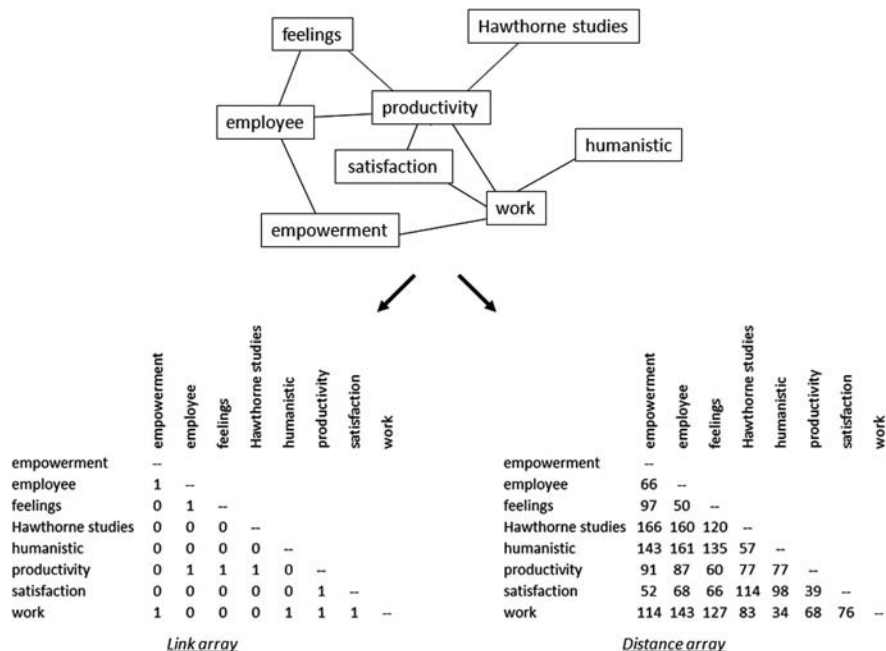 feelings
Hawthorne studies
productivity
employee
humanistic
satisfaction
work
empowerment
empowerment employee feelings Hawthorne studies humanistic productivity satisfaction work
empowerment --
employee 1 --
feelings 0 1 --
Hawthorne studies 0 0 0 --
humanistic 0 0 0 0 --
productivity 0 1 1 1 0 --
satisfaction 0 0 0 0 0 1 --
work 1 0 0 0 1 1 1 --
Link array
empowerment employee feelings Hawthorne studies humanistic productivity satisfaction work
empowerment --
employee 66 --
feelings 97 50 --
Hawthorne studies 166 160 120 --
humanistic 143 161 135 57 --
productivity 91 87 60 77 77 --
satisfaction 52 68 66 114 98 39 --
work 114 143 127 83 34 68 76 --
Distance array